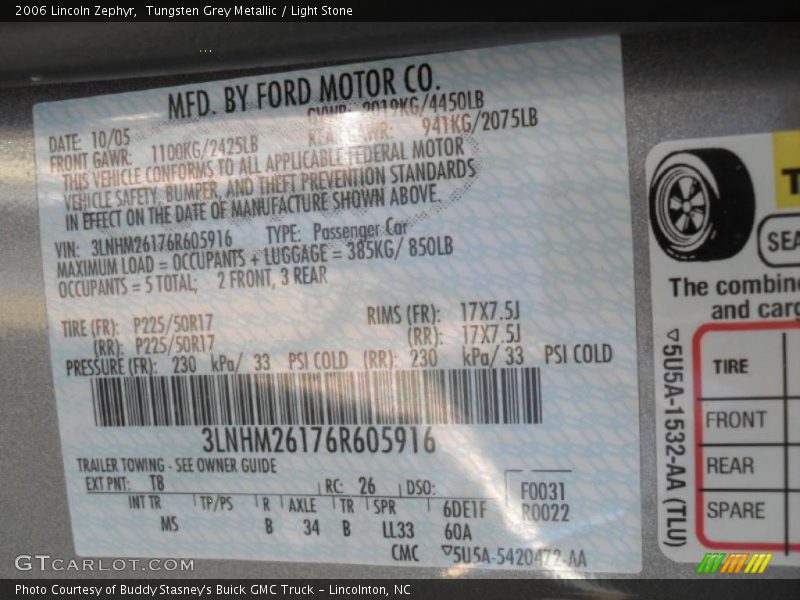 2006 Lincoln Zephyr, Tungsten Grey Metallic / Light Stone
MFD. BY FORD MOTOR CO.
DATE: 10/05 GVWR: 2019KG/4450LB
FRONT GAWR: 1100KG/2425LB REAR GAWR: 941KG/2075LB
THIS VEHICLE CONFORMS TO ALL APPLICABLE FEDERAL MOTOR
VEHICLE SAFETY, BUMPER, AND THEFT PREVENTION STANDARDS
IN EFFECT ON THE DATE OF MANUFACTURE SHOWN ABOVE.
VIN: 3LNHM26176R605916 TYPE: Passenger Car
MAXIMUM LOAD = OCCUPANTS + LUGGAGE = 385KG/ 850LB
OCCUPANTS = 5 TOTAL; 2 FRONT, 3 REAR
TIRE (FR): P225/50R17 RIMS (FR): 17X7.5J
(RR): P225/50R17 (RR): 17X7.5J
PRESSURE (FR): 230 kPa/ 33 PSI COLD (RR): 230 kPa/ 33 PSI COLD
3LNHM26176R605916
TRAILER TOWING - SEE OWNER GUIDE
EXT PNT: T8 RC: 26 DSO: F0031
INT TR TP/PS R AXLE TR SPR 6DE1F R0022
MS B 34 B LL33 60A
CMC ▽5U5A-5420472-AA
T
SEA
The combine
and carg
▽5U5A-1532-AA (TLU)
TIRE
FRONT
REAR
SPARE
GTCarLot.com
Photo Courtesy of Buddy Stasney's Buick GMC Truck - Lincolnton, NC